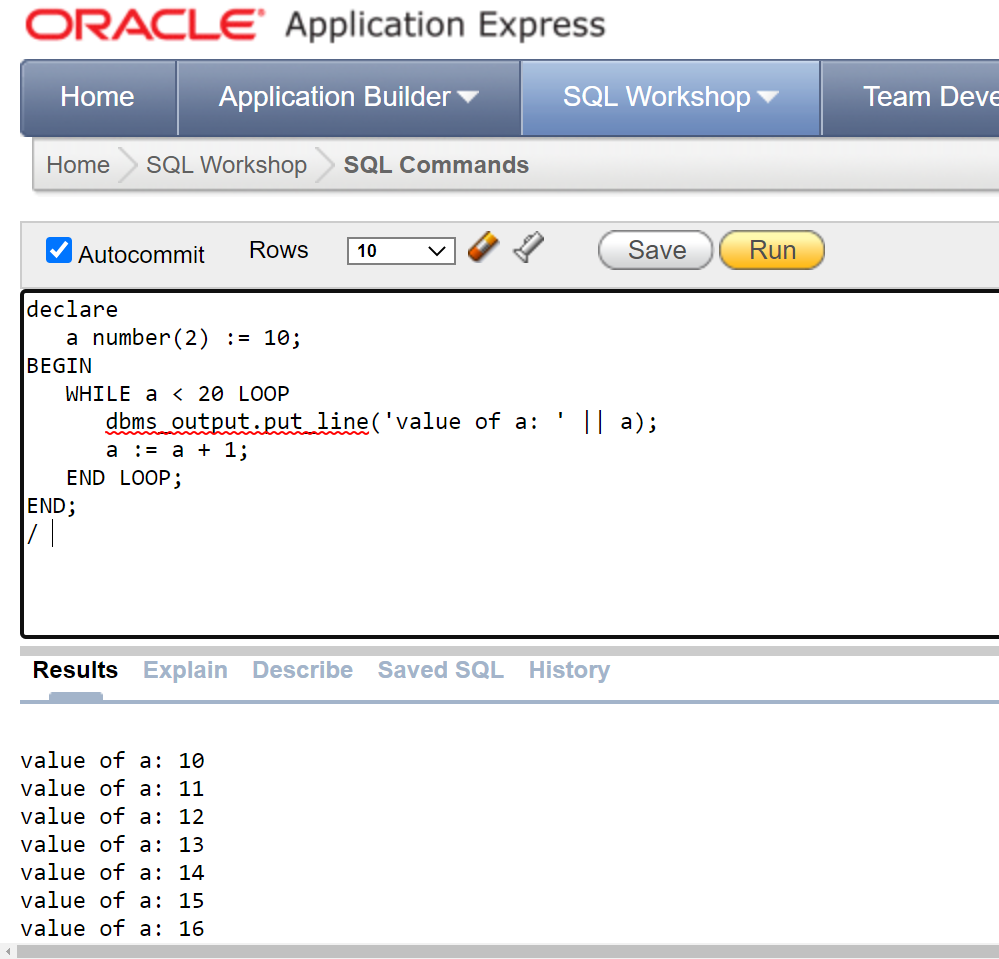 ORACLE® Application Express
Home Application Builder SQL Workshop
Home SQL Workshop SQL Commands
Autocommit Rows 10 Save Run
declare
   a number(2) := 10;
BEGIN
   WHILE a < 20 LOOP
      dbms_output.put_line('value of a: ' || a);
      a := a + 1;
   END LOOP;
END;
/
Results Explain Describe Saved SQL History
value of a: 10
value of a: 11
value of a: 12
value of a: 13
value of a: 14
value of a: 15
value of a: 16